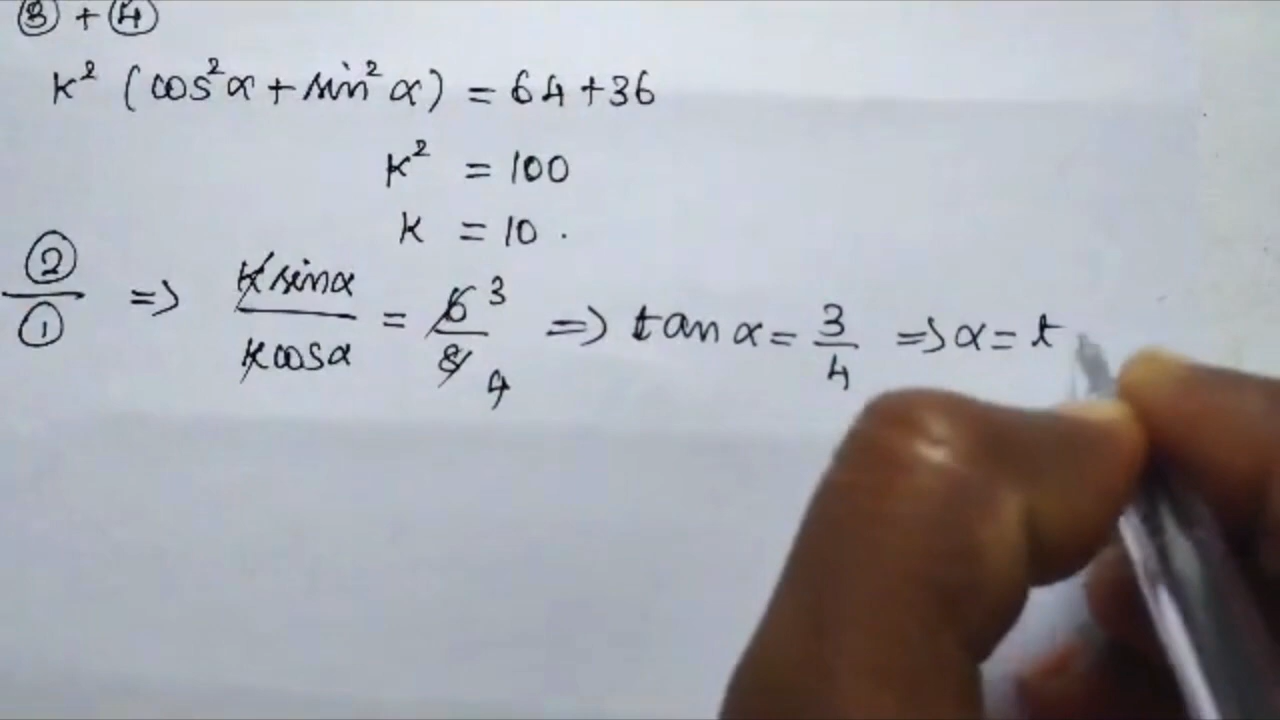 ③ + ④
k² (cos²α + sin²α) = 64 + 36
k² = 100
k = 10 .
②/① => k sinα / k cosα = 6 3 / 8 4 => tan α = 3/4 => α = t